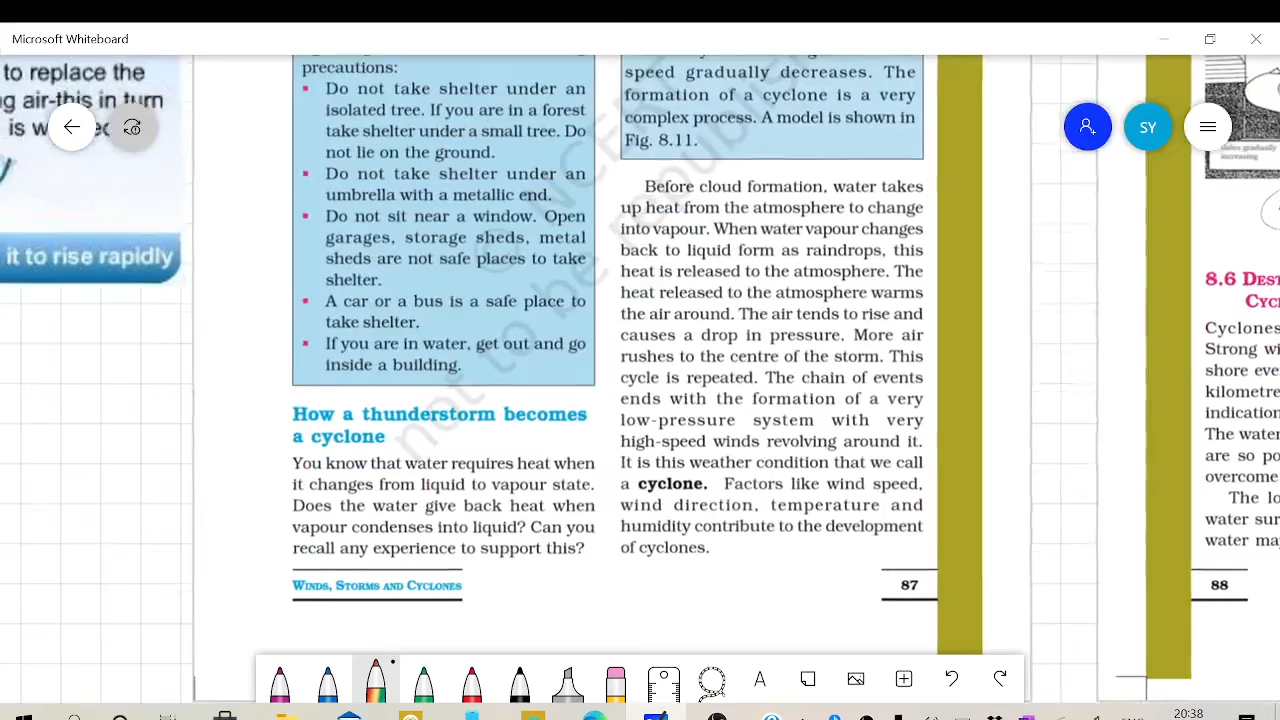 Microsoft Whiteboard
to replace the
ng air-this in turn
is w
it to rise rapidly
precautions:
Do not take shelter under an
isolated tree. If you are in a forest
take shelter under a small tree. Do
not lie on the ground.
Do not take shelter under an
umbrella with a metallic end.
Do not sit near a window. Open
garages, storage sheds, metal
sheds are not safe places to take
shelter.
A car or a bus is a safe place to
take shelter.
If you are in water, get out and go
inside a building.
How a thunderstorm becomes
a cyclone
You know that water requires heat when
it changes from liquid to vapour state.
Does the water give back heat when
vapour condenses into liquid? Can you
recall any experience to support this?
WINDS, STORMS AND CYCLONES
speed gradually decreases. The
formation of a cyclone is a very
complex process. A model is shown in
Fig. 8.11.
Before cloud formation, water takes
up heat from the atmosphere to change
into vapour. When water vapour changes
back to liquid form as raindrops, this
heat is released to the atmosphere. The
heat released to the atmosphere warms
the air around. The air tends to rise and
causes a drop in pressure. More air
rushes to the centre of the storm. This
cycle is repeated. The chain of events
ends with the formation of a very
low-pressure system with very
high-speed winds revolving around it.
It is this weather condition that we call
a cyclone. Factors like wind speed,
wind direction, temperature and
humidity contribute to the development
of cyclones.
87
SY
gradually
increasing
8.6 DEST
CYCL
Cyclones
Strong wi
shore eve
kilometre
indication
The water
are so po
overcome
The lo
water sur
water ma
88
© NCERT
not to be republ
A
20:38